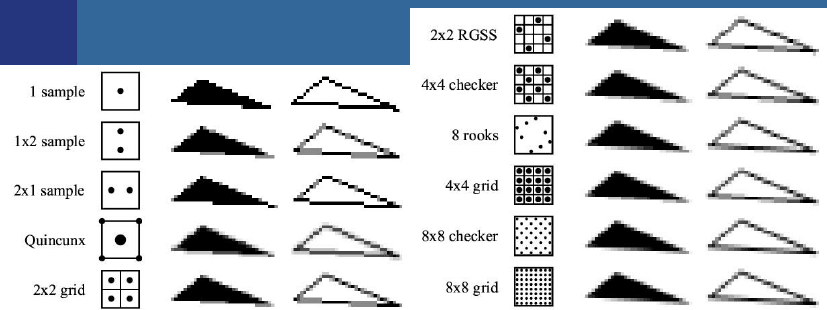 1 sample
1x2 sample
2x1 sample
Quincunx
2x2 grid
2x2 RGSS
4x4 checker
8 rooks
4x4 grid
8x8 checker
8x8 grid